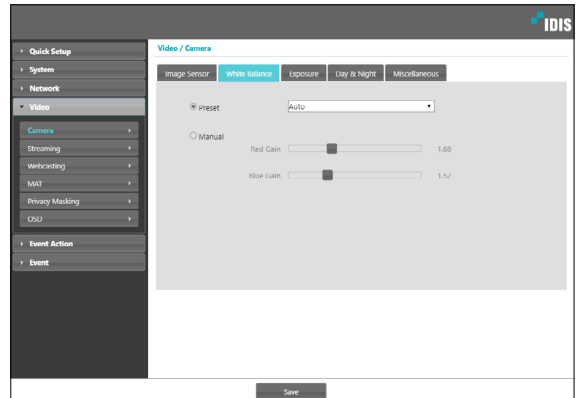 IDIS
Quick Setup
System
Network
Video
Camera
Streaming
Webcasting
MAT
Privacy Masking
OSD
Event Action
Event
Video / Camera
Image Sensor White Balance Exposure Day & Night Miscellaneous
Preset Auto
Manual
Red Gain 1.68
Blue Gain 1.52
Save